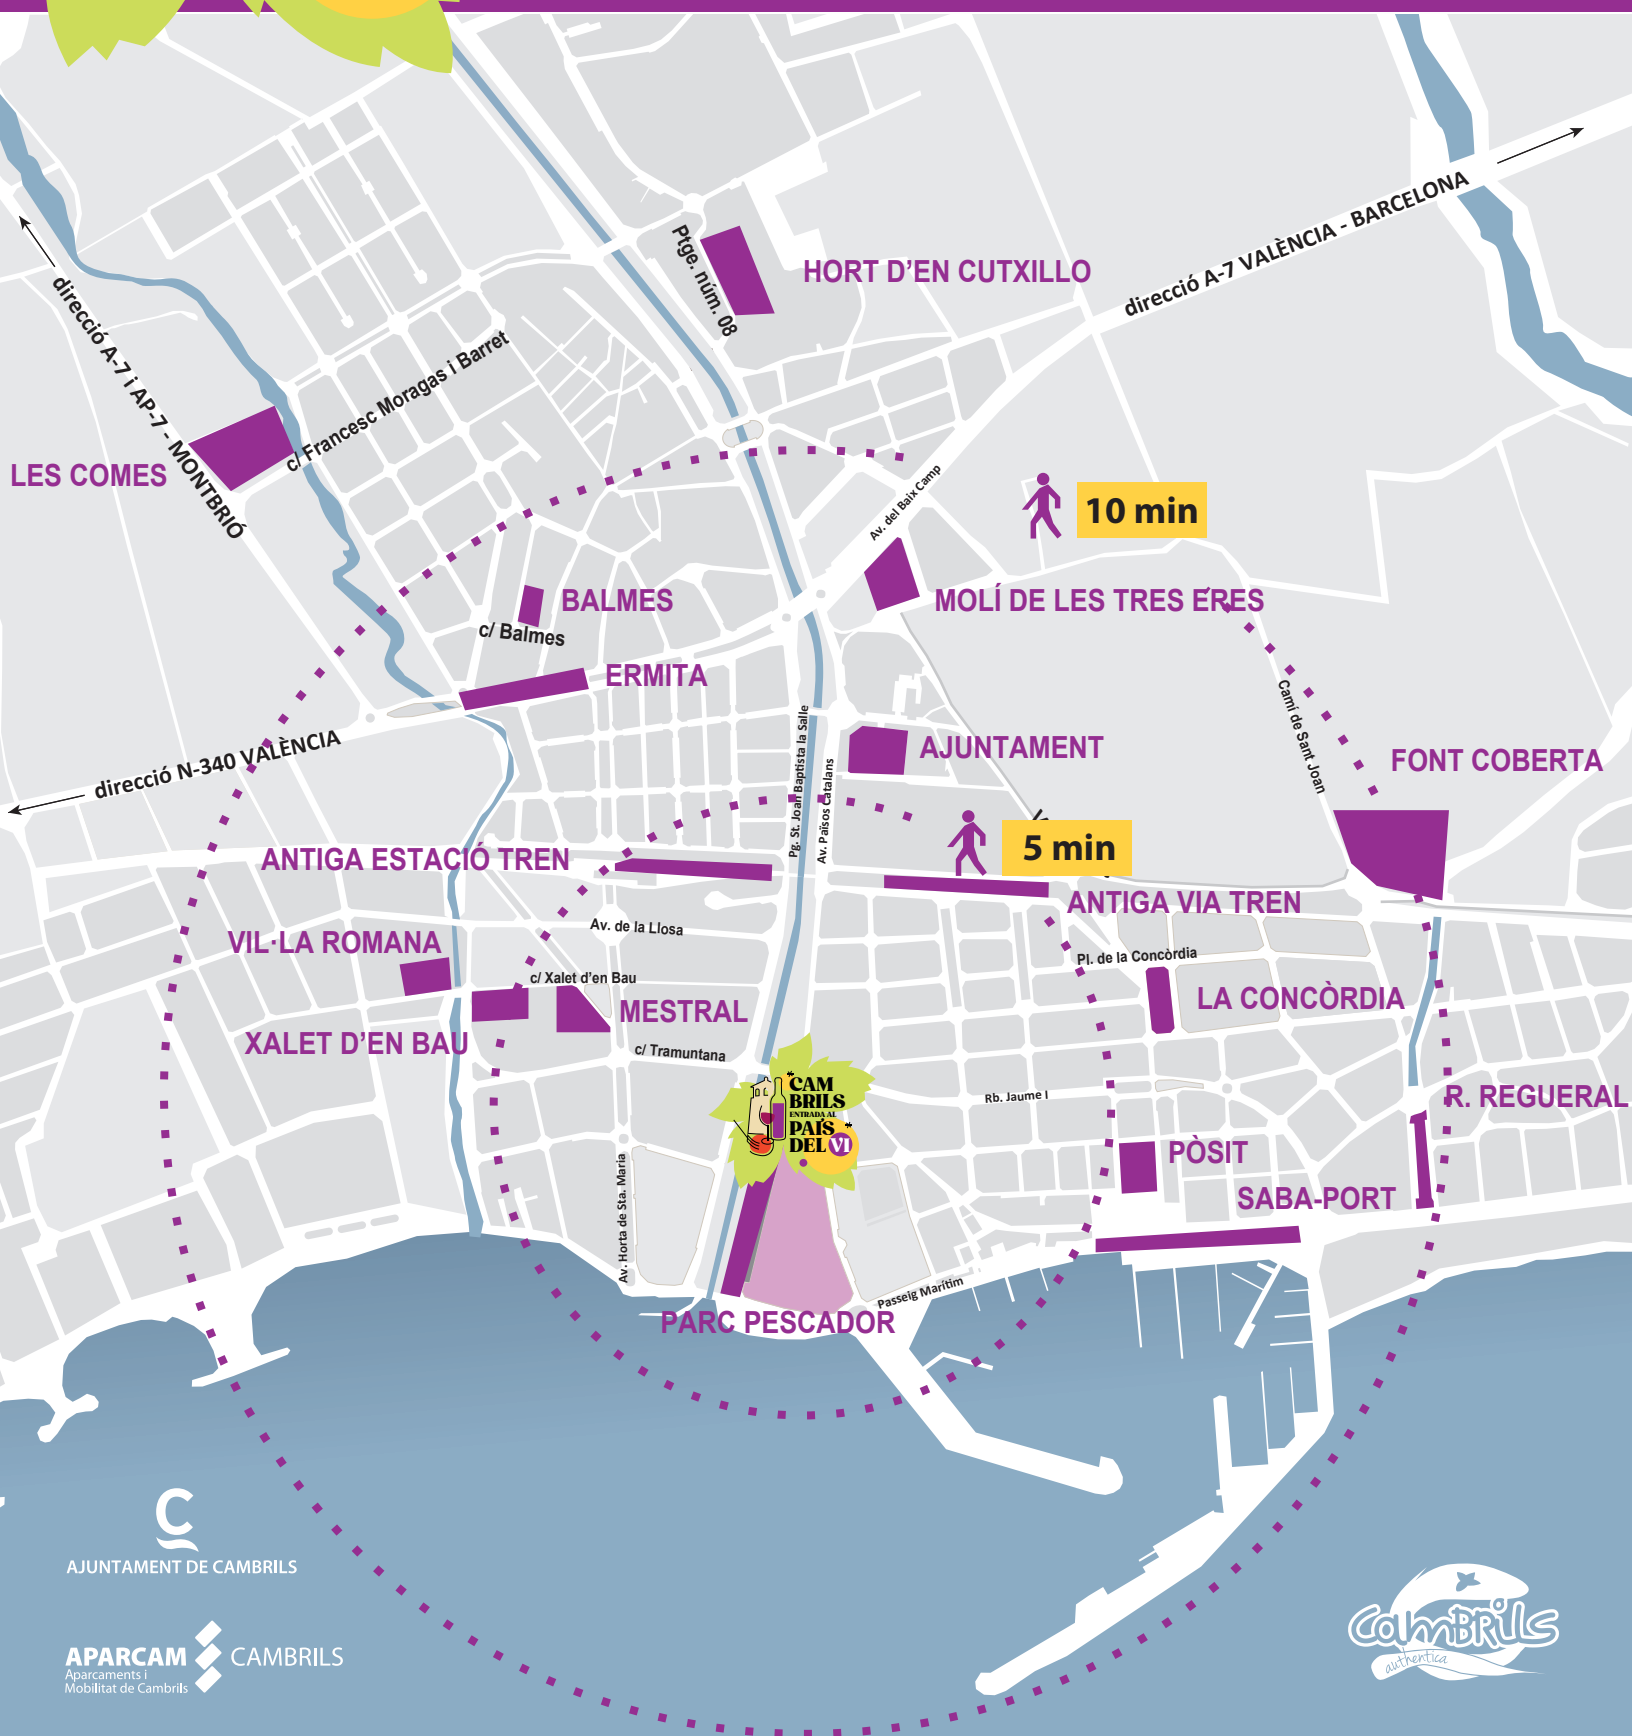 Ptge. núm. 08
HORT D'EN CUTXILLO
direcció A-7 VALÈNCIA - BARCELONA
direcció A-7 i AP-7 - MONTBRIÓ
c/ Francesc Moragas i Barret
LES COMES
Av. del Baix Camp
10 min
BALMES
c/ Balmes
MOLÍ DE LES TRES ERES
ERMITA
Camí de Sant Joan
direcció N-340 VALÈNCIA
Pg. St. Joan Baptista la Salle
Av. Països Catalans
AJUNTAMENT
FONT COBERTA
5 min
ANTIGA ESTACIÓ TREN
ANTIGA VIA TREN
Av. de la Llosa
VIL·LA ROMANA
Pl. de la Concòrdia
c/ Xalet d'en Bau
MESTRAL
LA CONCÒRDIA
XALET D'EN BAU
c/ Tramuntana
CAM
BRILS
ENTRADA AL
PAÍS
DEL VI
Rb. Jaume I
R. REGUERAL
PÒSIT
SABA-PORT
Av. Horta de Sta. Maria
Passeig Marítim
PARC PESCADOR
AJUNTAMENT DE CAMBRILS
APARCAM CAMBRILS
Aparcaments i
Mobilitat de Cambrils
CamBRiLS
authentica